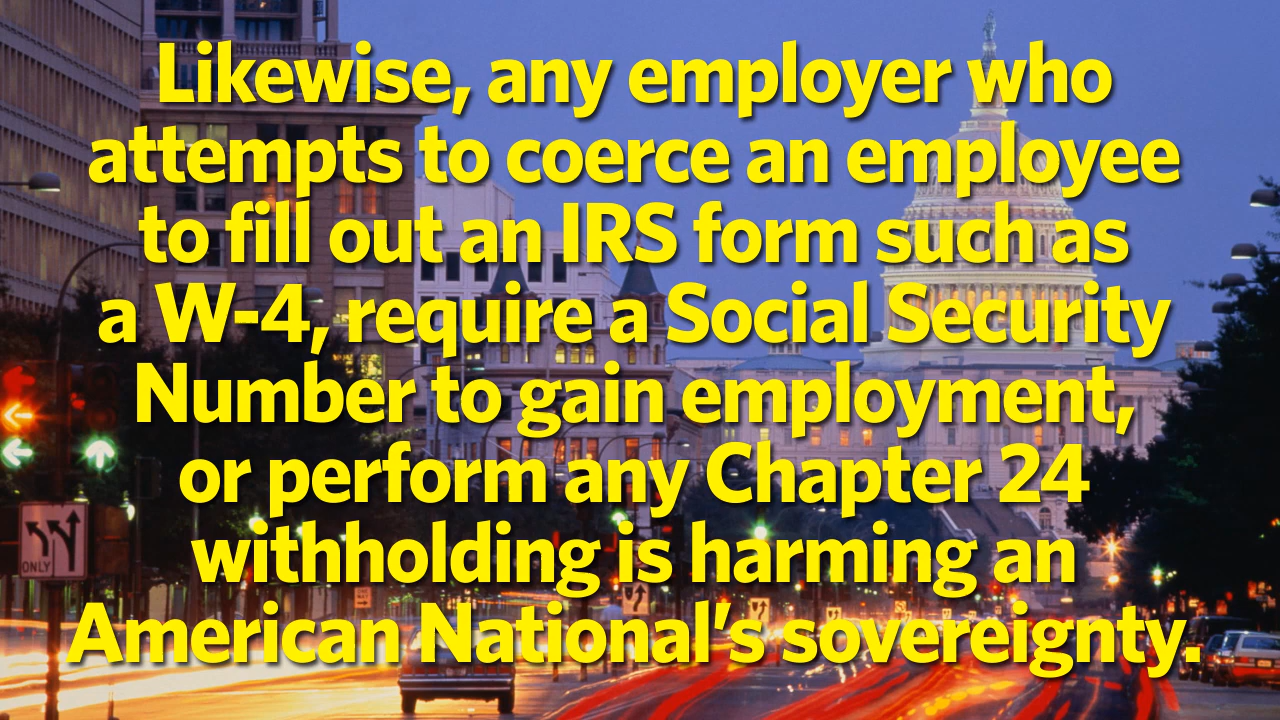 Likewise, any employer who
attempts to coerce an employee
to fill out an IRS form such as
a W-4, require a Social Security
Number to gain employment,
or perform any Chapter 24
withholding is harming an
American National's sovereignty.
ONLY